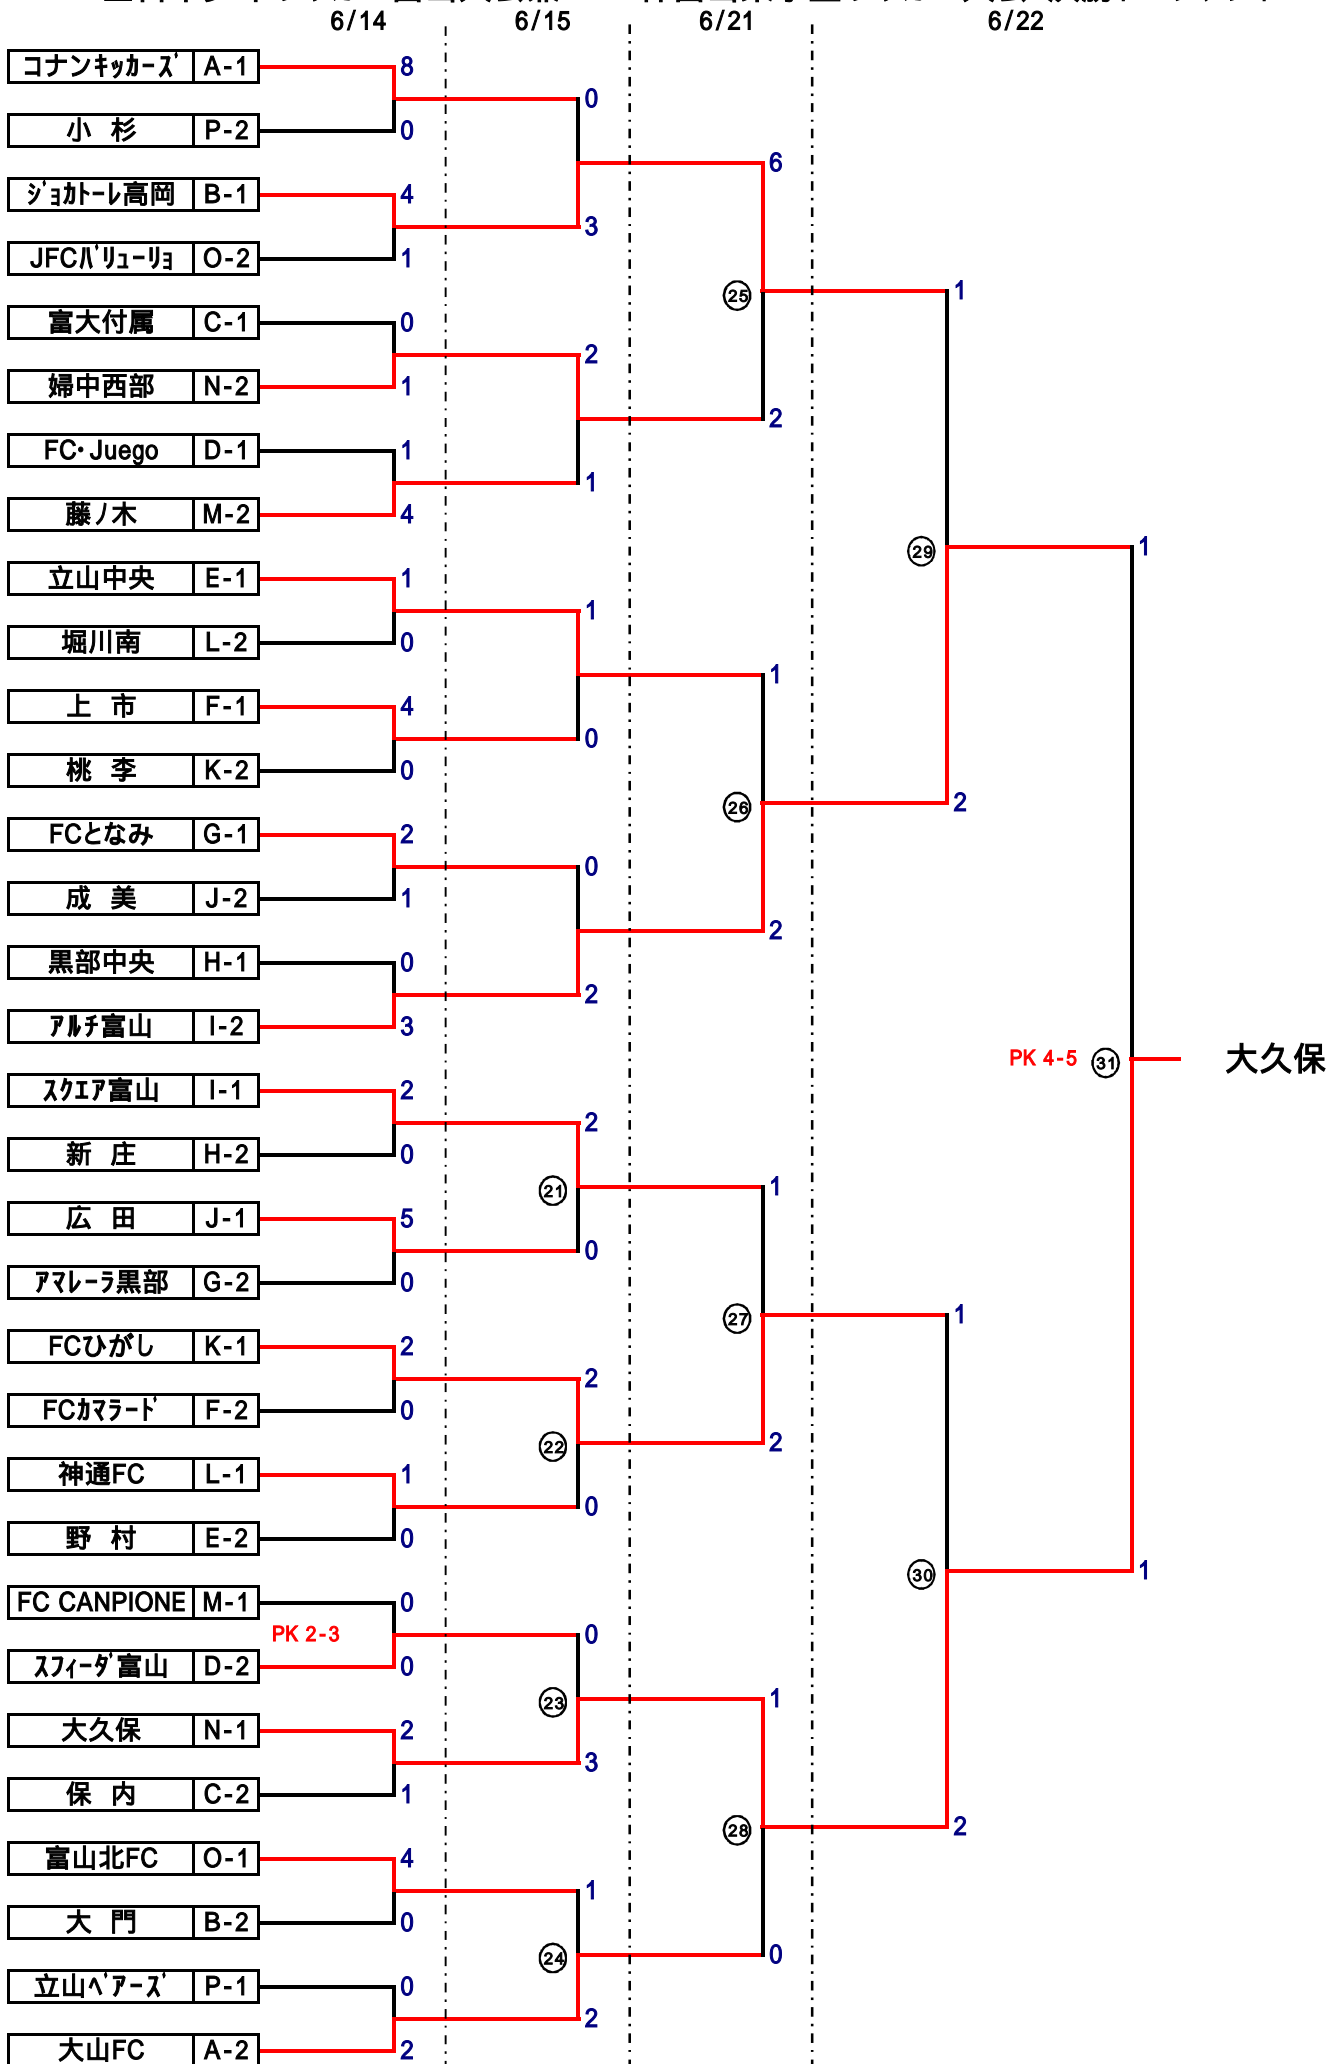 6/14 6/15 6/21 6/22
コナンキッカーズ A-1 8
0
小 杉 P-2 0
6
ジョカトーレ高岡 B-1 4
3
JFCバリューリョ O-2 1
25 1
富大付属 C-1 0
2
婦中西部 N-2 1
2
FC・Juego D-1 1
1
藤ノ木 M-2 4
29 1
立山中央 E-1 1
1
堀川南 L-2 0
1
上 市 F-1 4
0
桃 李 K-2 0
26 2
FCとなみ G-1 2
0
成 美 J-2 1
2
黒部中央 H-1 0
2
アルチ富山 I-2 3
PK 4-5 31 大久保
スクエア富山 I-1 2
2
新 庄 H-2 0
21 1
広 田 J-1 5
0
アマレーラ黒部 G-2 0
27 1
FCひがし K-1 2
2
FCカマラード F-2 0
22 2
神通FC L-1 1
0
野 村 E-2 0
30 1
FC CANPIONE M-1 0
PK 2-3 0
スフィーダ富山 D-2 0
23 1
大久保 N-1 2
3
保 内 C-2 1
28 2
富山北FC O-1 4
1
大 門 B-2 0
24 0
立山ベアーズ P-1 0
2
大山FC A-2 2